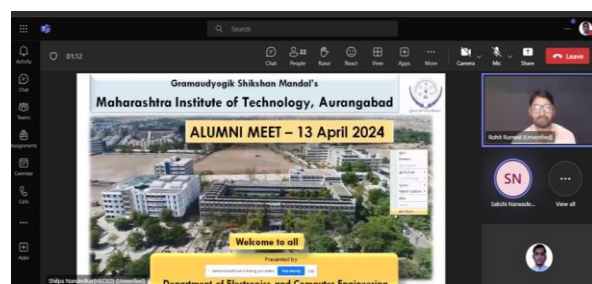 Search
01:12
Chat
22
People
Raise
React
View
Apps
More
Camera
Mic
Share
Leave
Activity
Chat
Teams
Assignments
Calendar
Calls
Apps
Gramaudyogik Shikshan Mandal's
Maharashtra Institute of Technology, Aurangabad
ALUMNI MEET – 13 April 2024
Welcome to all
Presented by
Stop sharing
Department of Electronics and Computer Engineering
Rohit Runwal (Unverified)
SN
Sakshi Narwade...
View all